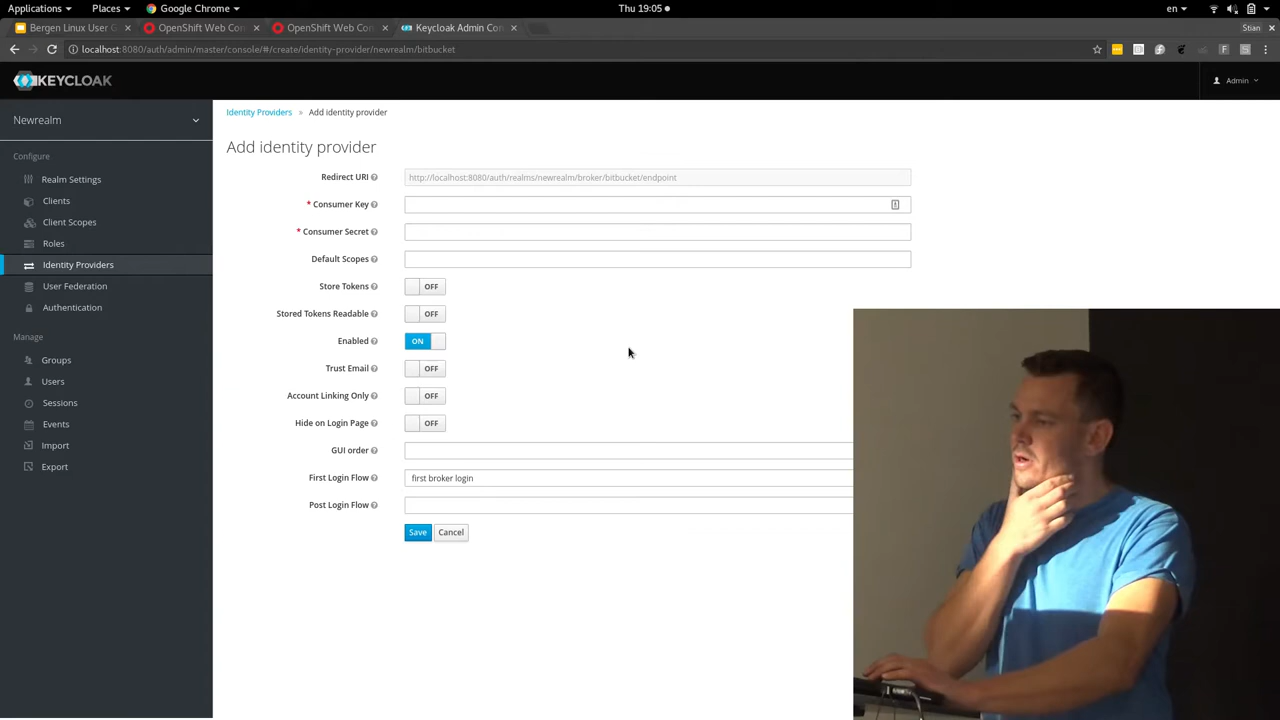 Applications Places Google Chrome Thu 19:05 en
Bergen Linux User G OpenShift Web Con OpenShift Web Con Keycloak Admin Con Stian
localhost:8080/auth/admin/master/console/#/create/identity-provider/newrealm/bitbucket
KEYCLOAK Admin
Newrealm
Identity Providers » Add identity provider
Add identity provider
Configure
Realm Settings
Clients
Client Scopes
Roles
Identity Providers
User Federation
Authentication
Manage
Groups
Users
Sessions
Events
Import
Export
Redirect URI http://localhost:8080/auth/realms/newrealm/broker/bitbucket/endpoint
* Consumer Key
* Consumer Secret
Default Scopes
Store Tokens OFF
Stored Tokens Readable OFF
Enabled ON
Trust Email OFF
Account Linking Only OFF
Hide on Login Page OFF
GUI order
First Login Flow first broker login
Post Login Flow
Save Cancel